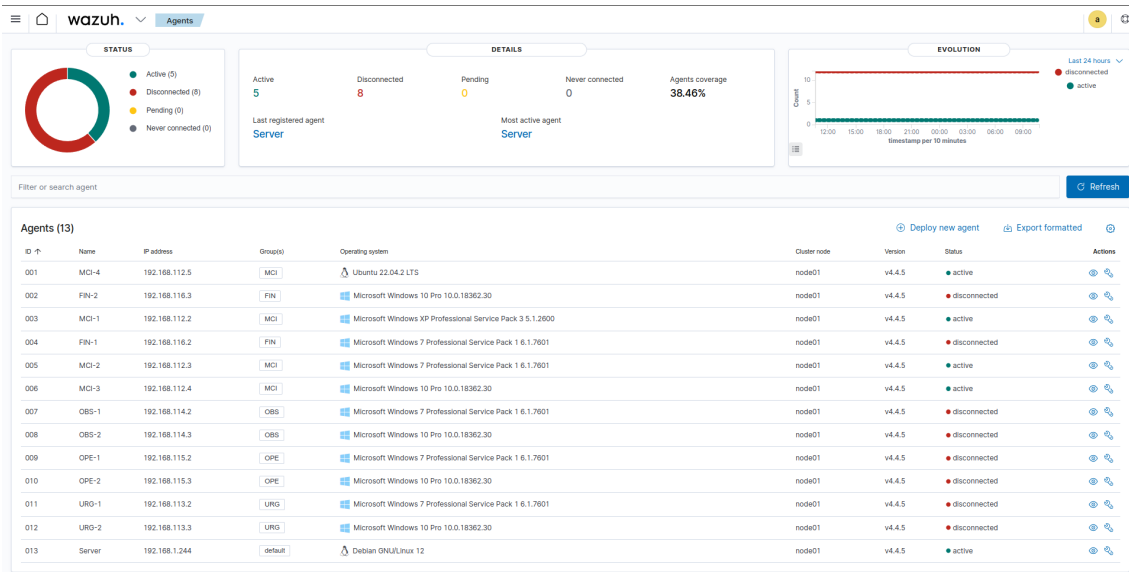 wazuh. Agents a
STATUS
Active (5)
Disconnected (8)
Pending (0)
Never connected (0)
DETAILS
Active Disconnected Pending Never connected Agents coverage
5 8 0 0 38.46%
Last registered agent Most active agent
Server Server
EVOLUTION
Last 24 hours
disconnected
active
Count
10
5
0
12:00 15:00 18:00 21:00 00:00 03:00 06:00 09:00
timestamp per 10 minutes
Filter or search agent Refresh
Agents (13) Deploy new agent Export formatted
ID Name IP address Group(s) Operating system Cluster node Version Status Actions
001 MCI-4 192.168.112.5 MCI Ubuntu 22.04.2 LTS node01 v4.4.5 active
002 FIN-2 192.168.116.3 FIN Microsoft Windows 10 Pro 10.0.18362.30 node01 v4.4.5 disconnected
003 MCI-1 192.168.112.2 MCI Microsoft Windows XP Professional Service Pack 3 5.1.2600 node01 v4.4.5 active
004 FIN-1 192.168.116.2 FIN Microsoft Windows 7 Professional Service Pack 1 6.1.7601 node01 v4.4.5 disconnected
005 MCI-2 192.168.112.3 MCI Microsoft Windows 7 Professional Service Pack 1 6.1.7601 node01 v4.4.5 active
006 MCI-3 192.168.112.4 MCI Microsoft Windows 10 Pro 10.0.18362.30 node01 v4.4.5 active
007 OBS-1 192.168.114.2 OBS Microsoft Windows 7 Professional Service Pack 1 6.1.7601 node01 v4.4.5 disconnected
008 OBS-2 192.168.114.3 OBS Microsoft Windows 10 Pro 10.0.18362.30 node01 v4.4.5 disconnected
009 OPE-1 192.168.115.2 OPE Microsoft Windows 7 Professional Service Pack 1 6.1.7601 node01 v4.4.5 disconnected
010 OPE-2 192.168.115.3 OPE Microsoft Windows 10 Pro 10.0.18362.30 node01 v4.4.5 disconnected
011 URG-1 192.168.113.2 URG Microsoft Windows 7 Professional Service Pack 1 6.1.7601 node01 v4.4.5 disconnected
012 URG-2 192.168.113.3 URG Microsoft Windows 10 Pro 10.0.18362.30 node01 v4.4.5 disconnected
013 Server 192.168.1.244 default Debian GNU/Linux 12 node01 v4.4.5 active